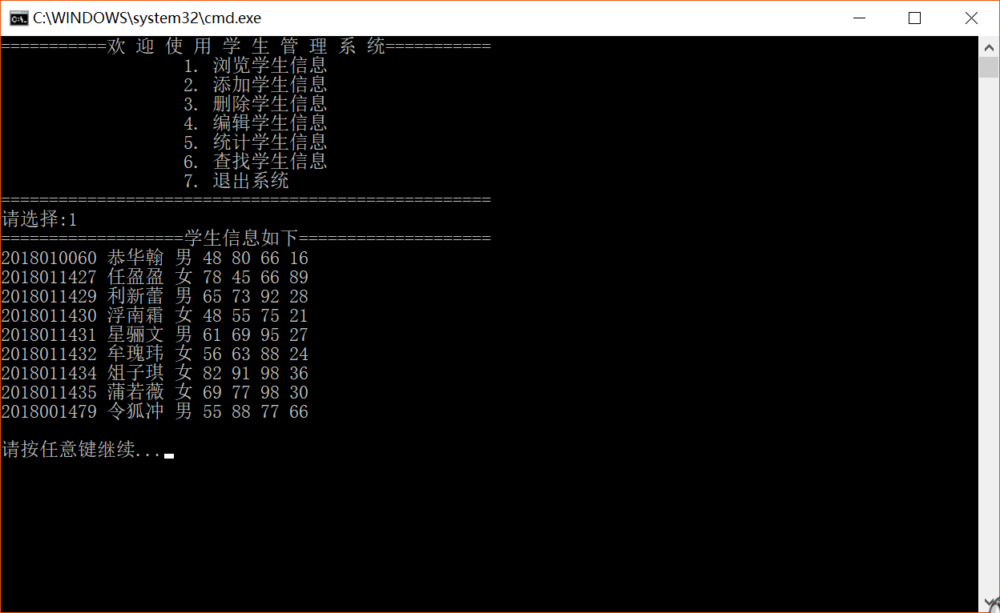 C:\WINDOWS\system32\cmd.exe
===========欢 迎 使 用 学 生 管 理 系 统===========
1. 浏览学生信息
2. 添加学生信息
3. 删除学生信息
4. 编辑学生信息
5. 统计学生信息
6. 查找学生信息
7. 退出系统
===================================================
请选择:1
===================学生信息如下====================
2018010060 恭华翰 男 48 80 66 16
2018011427 任盈盈 女 78 45 66 89
2018011429 利新蕾 男 65 73 92 28
2018011430 浮南霜 女 48 55 75 21
2018011431 星骊文 男 61 69 95 27
2018011432 牟瑰玮 女 56 63 88 24
2018011434 俎子琪 女 82 91 98 36
2018011435 蒲若薇 女 69 77 98 30
2018001479 令狐冲 男 55 88 77 66
请按任意键继续...